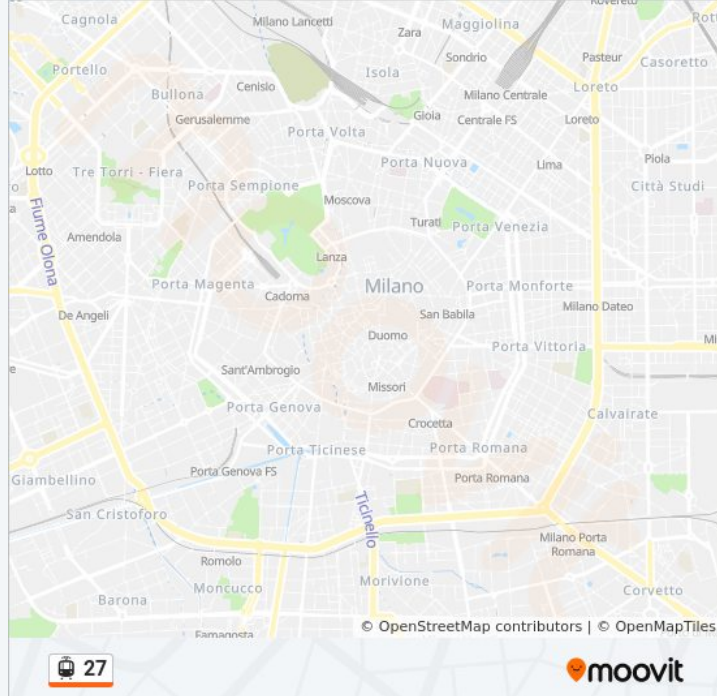 Cagnola
Milano Lancetti
Maggiolina
Rovereto
Zara
Sondrio
Pasteur
Casoretto
Portello
Isola
Bullona
Cenisio
Milano Centrale
Loreto
Gerusalemme
Gioia
Centrale FS
Loreto
Porta Volta
Lotto
Tre Torri - Fiera
Porta Nuova
Lima
Piola
Porta Sempione
Città Studi
Moscova
Fiume Olona
Turati
Porta Venezia
Amendola
Lanza
Porta Magenta
Cadorna
Milano
Porta Monforte
De Angeli
San Babila
Milano Dateo
Duomo
Porta Vittoria
Sant'Ambrogio
Missori
Porta Genova
Crocetta
Calvairate
Porta Ticinese
Porta Romana
Giambellino
Porta Genova FS
Porta Romana
San Cristoforo
Ticinello
Milano Porta
Romana
Romolo
Moncucco
Morivione
Corvetto
Barona
Famagosta
© OpenStreetMap contributors | © OpenMapTiles
27
moovit